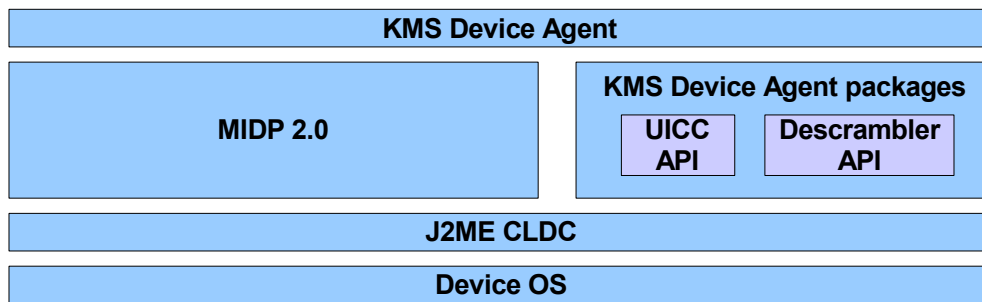 KMS Device Agent
MIDP 2.0
KMS Device Agent packages
UICC
API
Descrambler
API
J2ME CLDC
Device OS